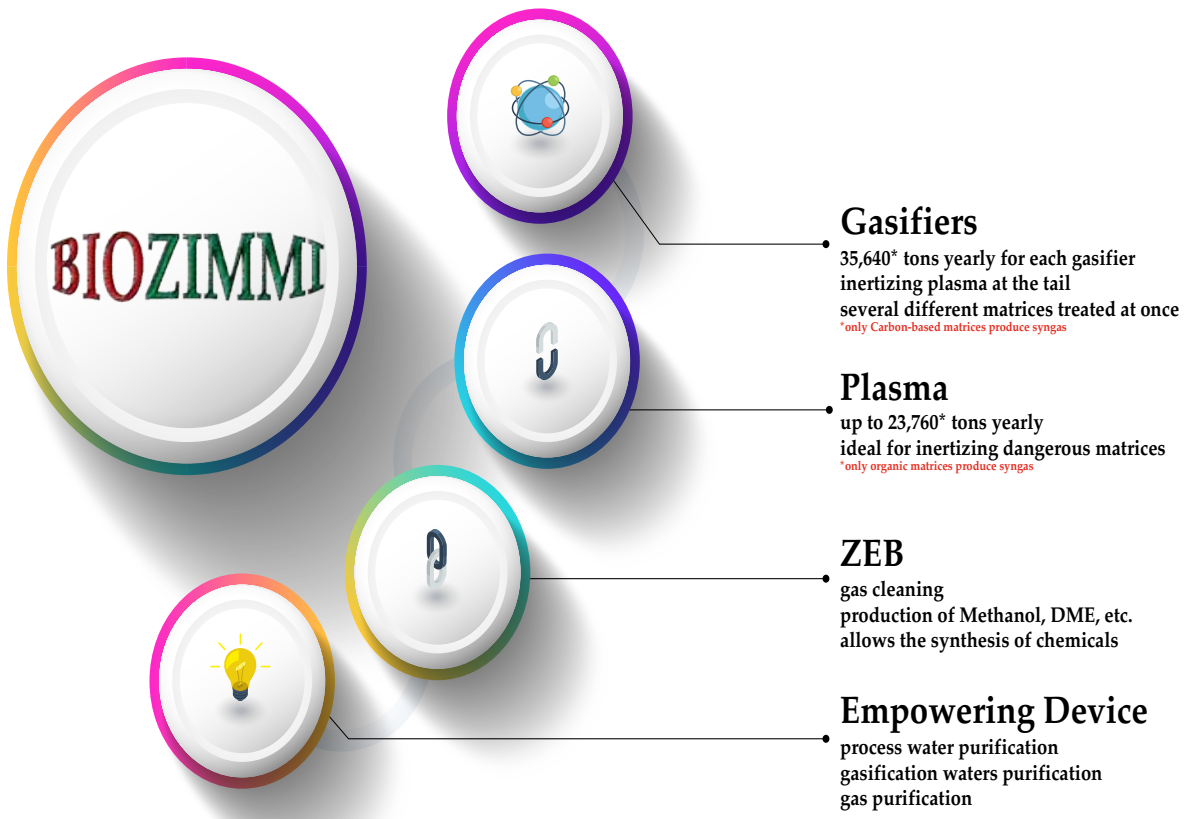 BIOZIMMI
Gasifiers
35,640* tons yearly for each gasifier
inertizing plasma at the tail
several different matrices treated at once
*only Carbon-based matrices produce syngas
Plasma
up to 23,760* tons yearly
ideal for inertizing dangerous matrices
*only organic matrices produce syngas
ZEB
gas cleaning
production of Methanol, DME, etc.
allows the synthesis of chemicals
Empowering Device
process water purification
gasification waters purification
gas purification